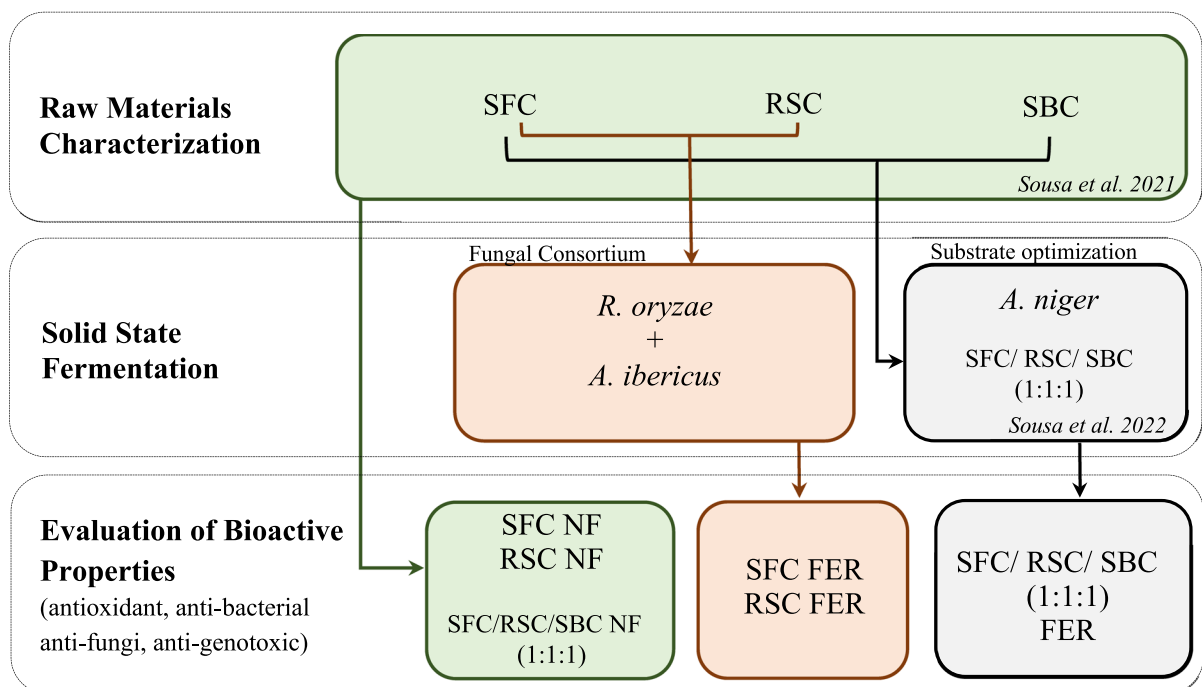 Raw Materials
Characterization
SFC
RSC
SBC
Sousa et al. 2021
Solid State
Fermentation
Fungal Consortium
R. oryzae
+
A. ibericus
Substrate optimization
A. niger
SFC/ RSC/ SBC
(1:1:1)
Sousa et al. 2022
Evaluation of Bioactive
Properties
(antioxidant, anti-bacterial
anti-fungi, anti-genotoxic)
SFC NF
RSC NF
SFC/RSC/SBC NF
(1:1:1)
SFC FER
RSC FER
SFC/ RSC/ SBC
(1:1:1)
FER